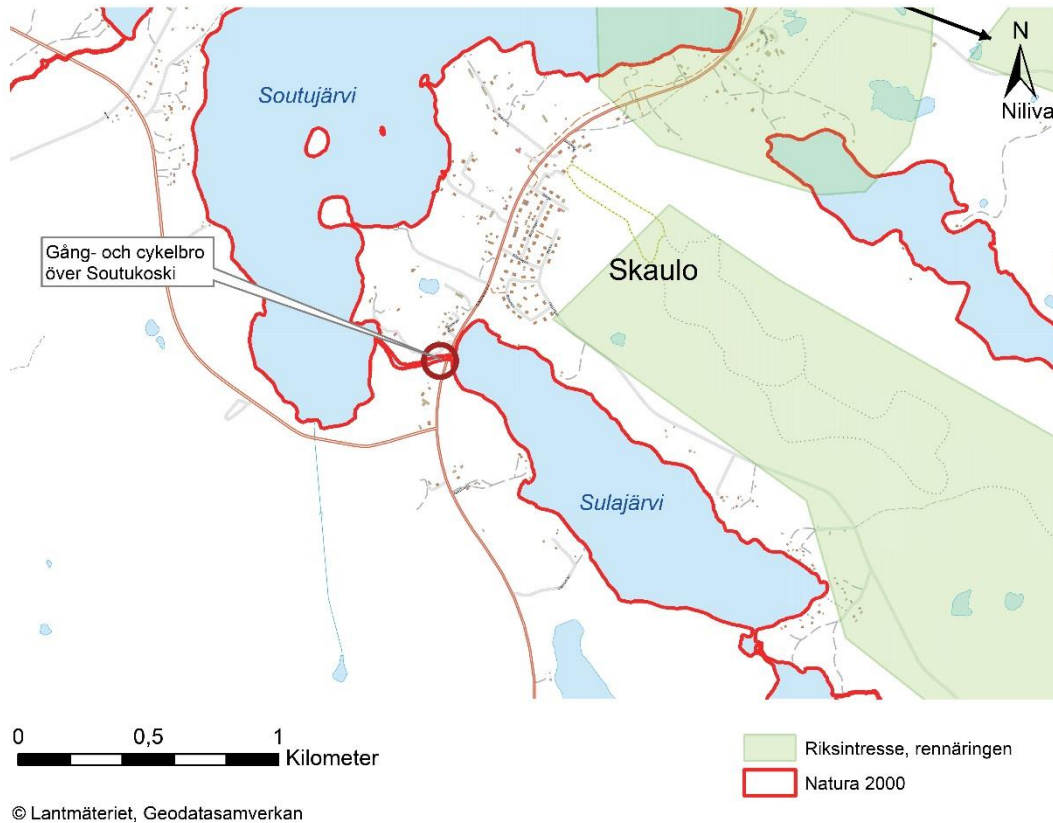 Soutujärvi
N
Niliva
Gång- och cykelbro
över Soutukoski
Skaulo
Sulajärvi
0 0,5 1
Kilometer
Riksintresse, rennäringen
Natura 2000
© Lantmäteriet, Geodatasamverkan